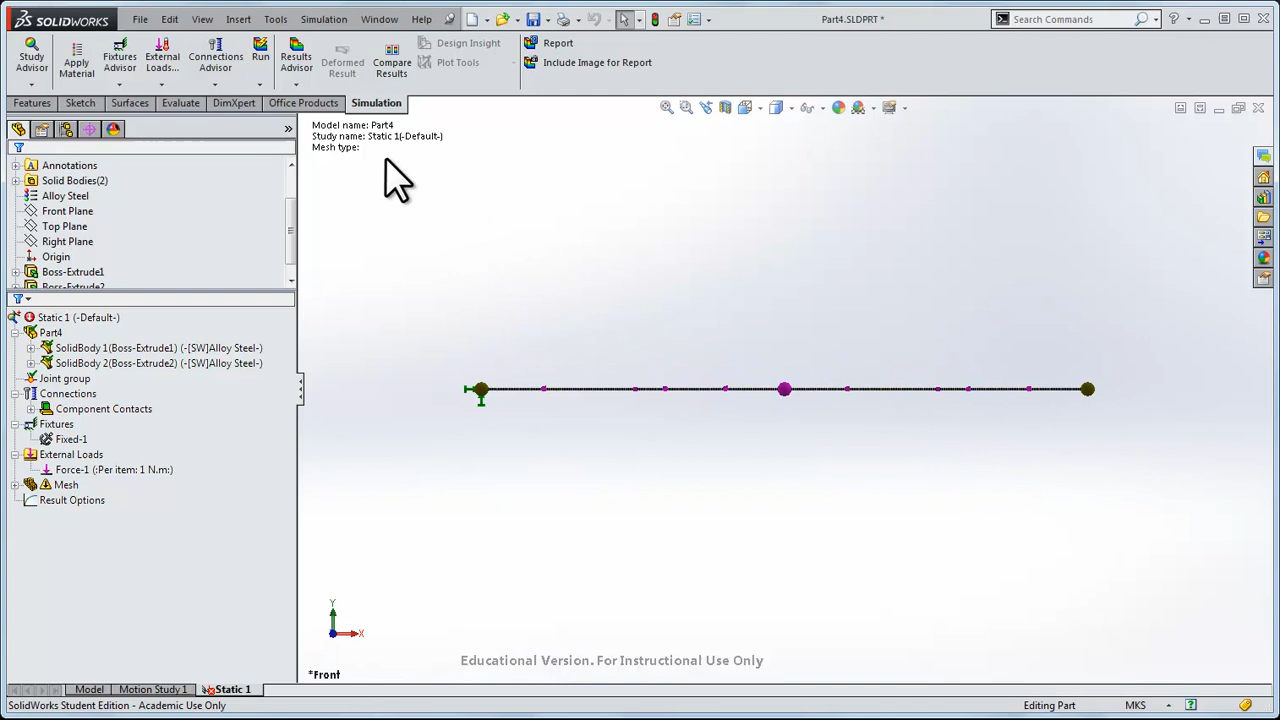 SOLIDWORKS File Edit View Insert Tools Simulation Window Help Part4.SLDPRT * Search Commands
Study Advisor
Apply Material
Fixtures Advisor
External Loads...
Connections Advisor
Run
Results Advisor
Deformed Result
Compare Results
Design Insight
Plot Tools
Report
Include Image for Report
Features Sketch Surfaces Evaluate DimXpert Office Products Simulation
Annotations
Solid Bodies(2)
Alloy Steel
Front Plane
Top Plane
Right Plane
Origin
Boss-Extrude1
Boss-Extrude2
Static 1 (-Default-)
Part4
SolidBody 1(Boss-Extrude1) (-[SW]Alloy Steel-)
SolidBody 2(Boss-Extrude2) (-[SW]Alloy Steel-)
Joint group
Connections
Component Contacts
Fixtures
Fixed-1
External Loads
Force-1 (:Per item: 1 N.m:)
Mesh
Result Options
Model name: Part4
Study name: Static 1(-Default-)
Mesh type:
Y
X
Educational Version. For Instructional Use Only
*Front
Model Motion Study 1 Static 1
SolidWorks Student Edition - Academic Use Only Editing Part MKS